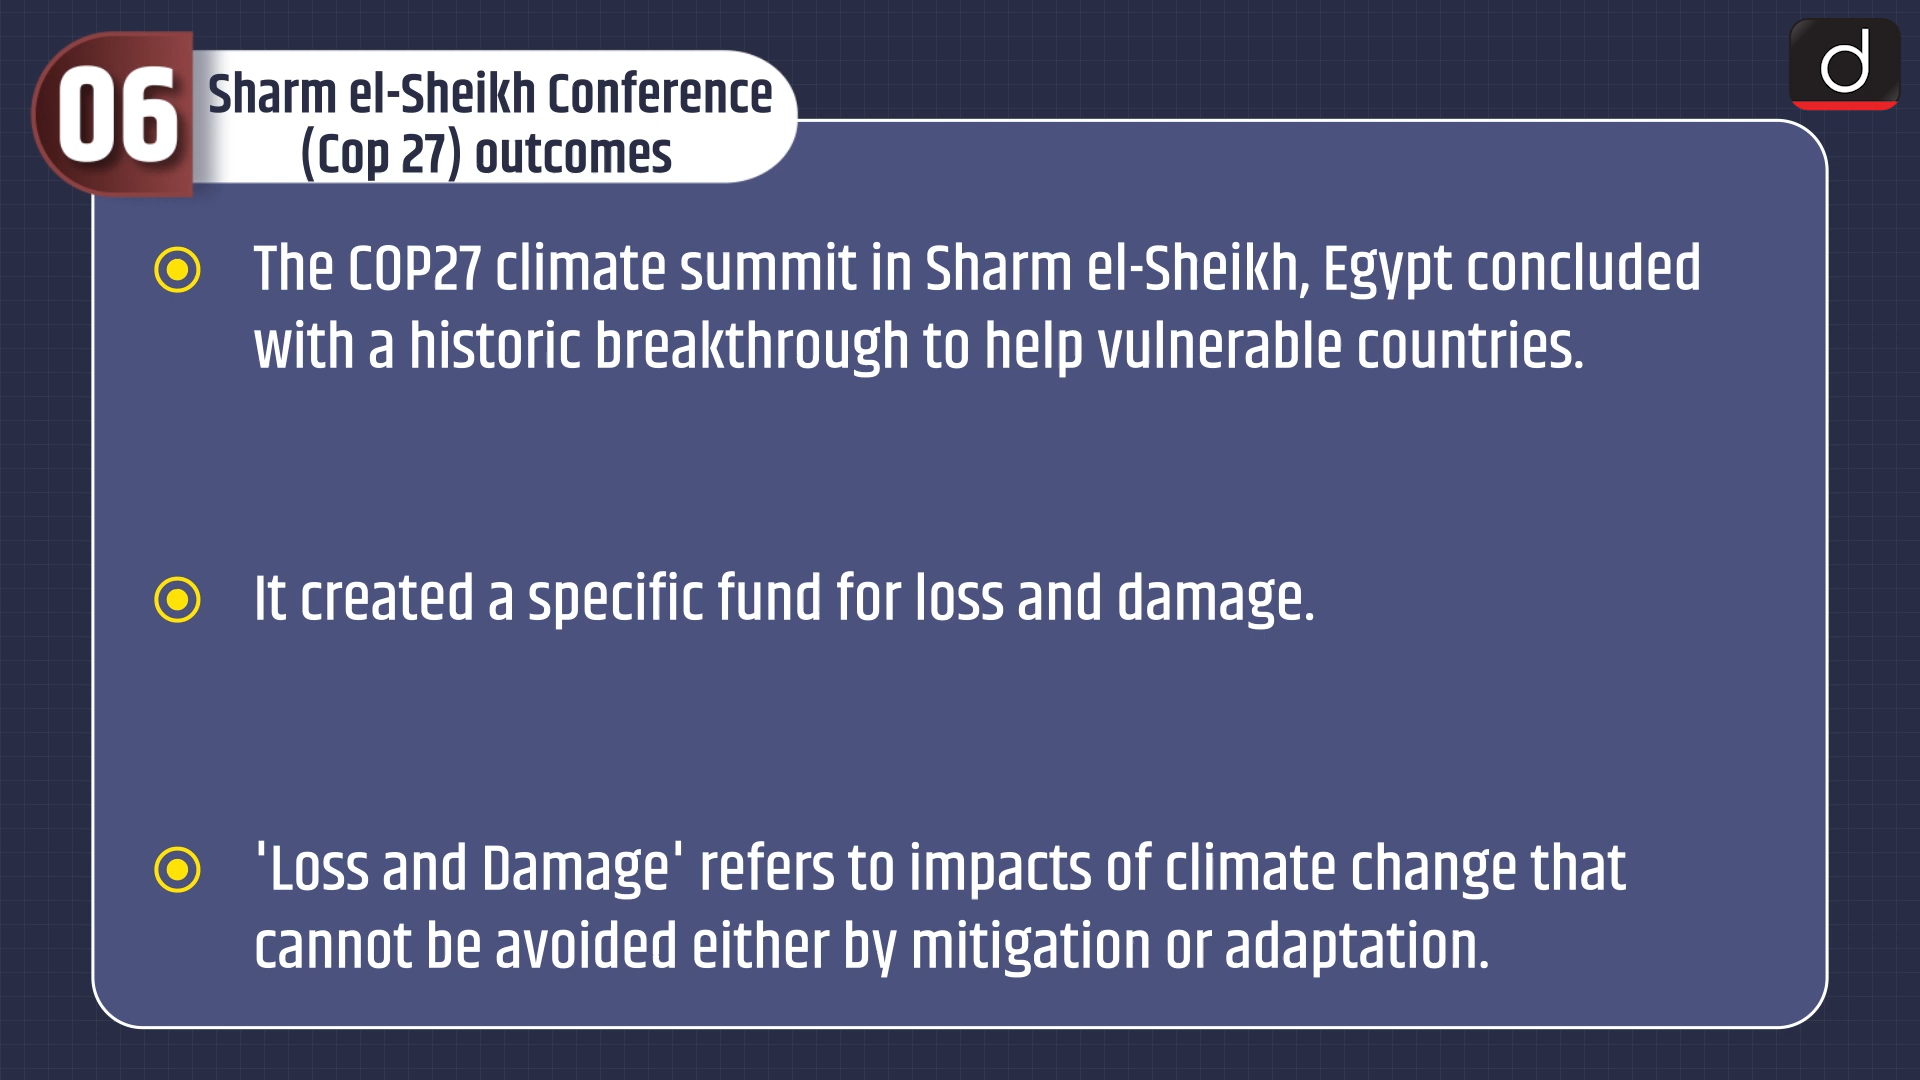 06
Sharm el-Sheikh Conference
(Cop 27) outcomes
d
The COP27 climate summit in Sharm el-Sheikh, Egypt concluded
with a historic breakthrough to help vulnerable countries.
It created a specific fund for loss and damage.
'Loss and Damage' refers to impacts of climate change that
cannot be avoided either by mitigation or adaptation.